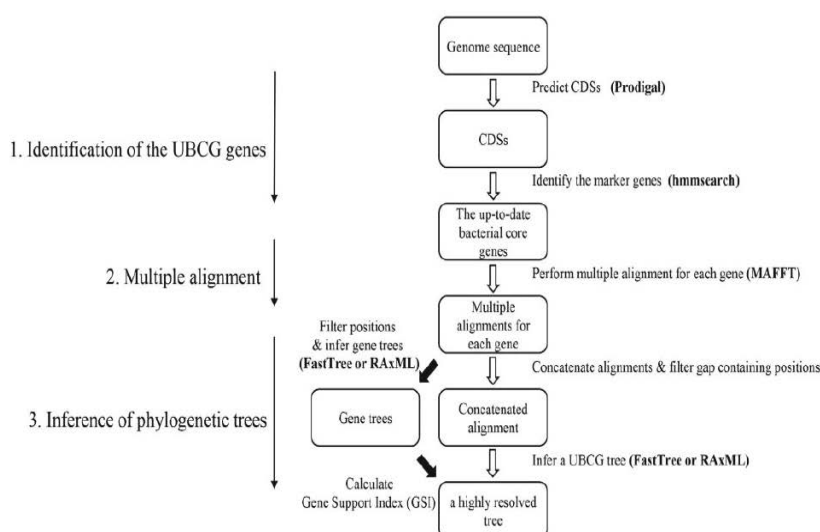 Genome sequence
Predict CDSs (Prodigal)
CDSs
1. Identification of the UBCG genes
Identify the marker genes (hmmsearch)
The up-to-date
bacterial core
genes
2. Multiple alignment
Perform multiple alignment for each gene (MAFFT)
Multiple
alignments for
each gene
Filter positions
& infer gene trees
(FastTree or RAxML)
Concatenate alignments & filter gap containing positions
3. Inference of phylogenetic trees
Gene trees
Concatenated
alignment
Infer a UBCG tree (FastTree or RAxML)
Calculate
Gene Support Index (GSI)
a highly resolved
tree